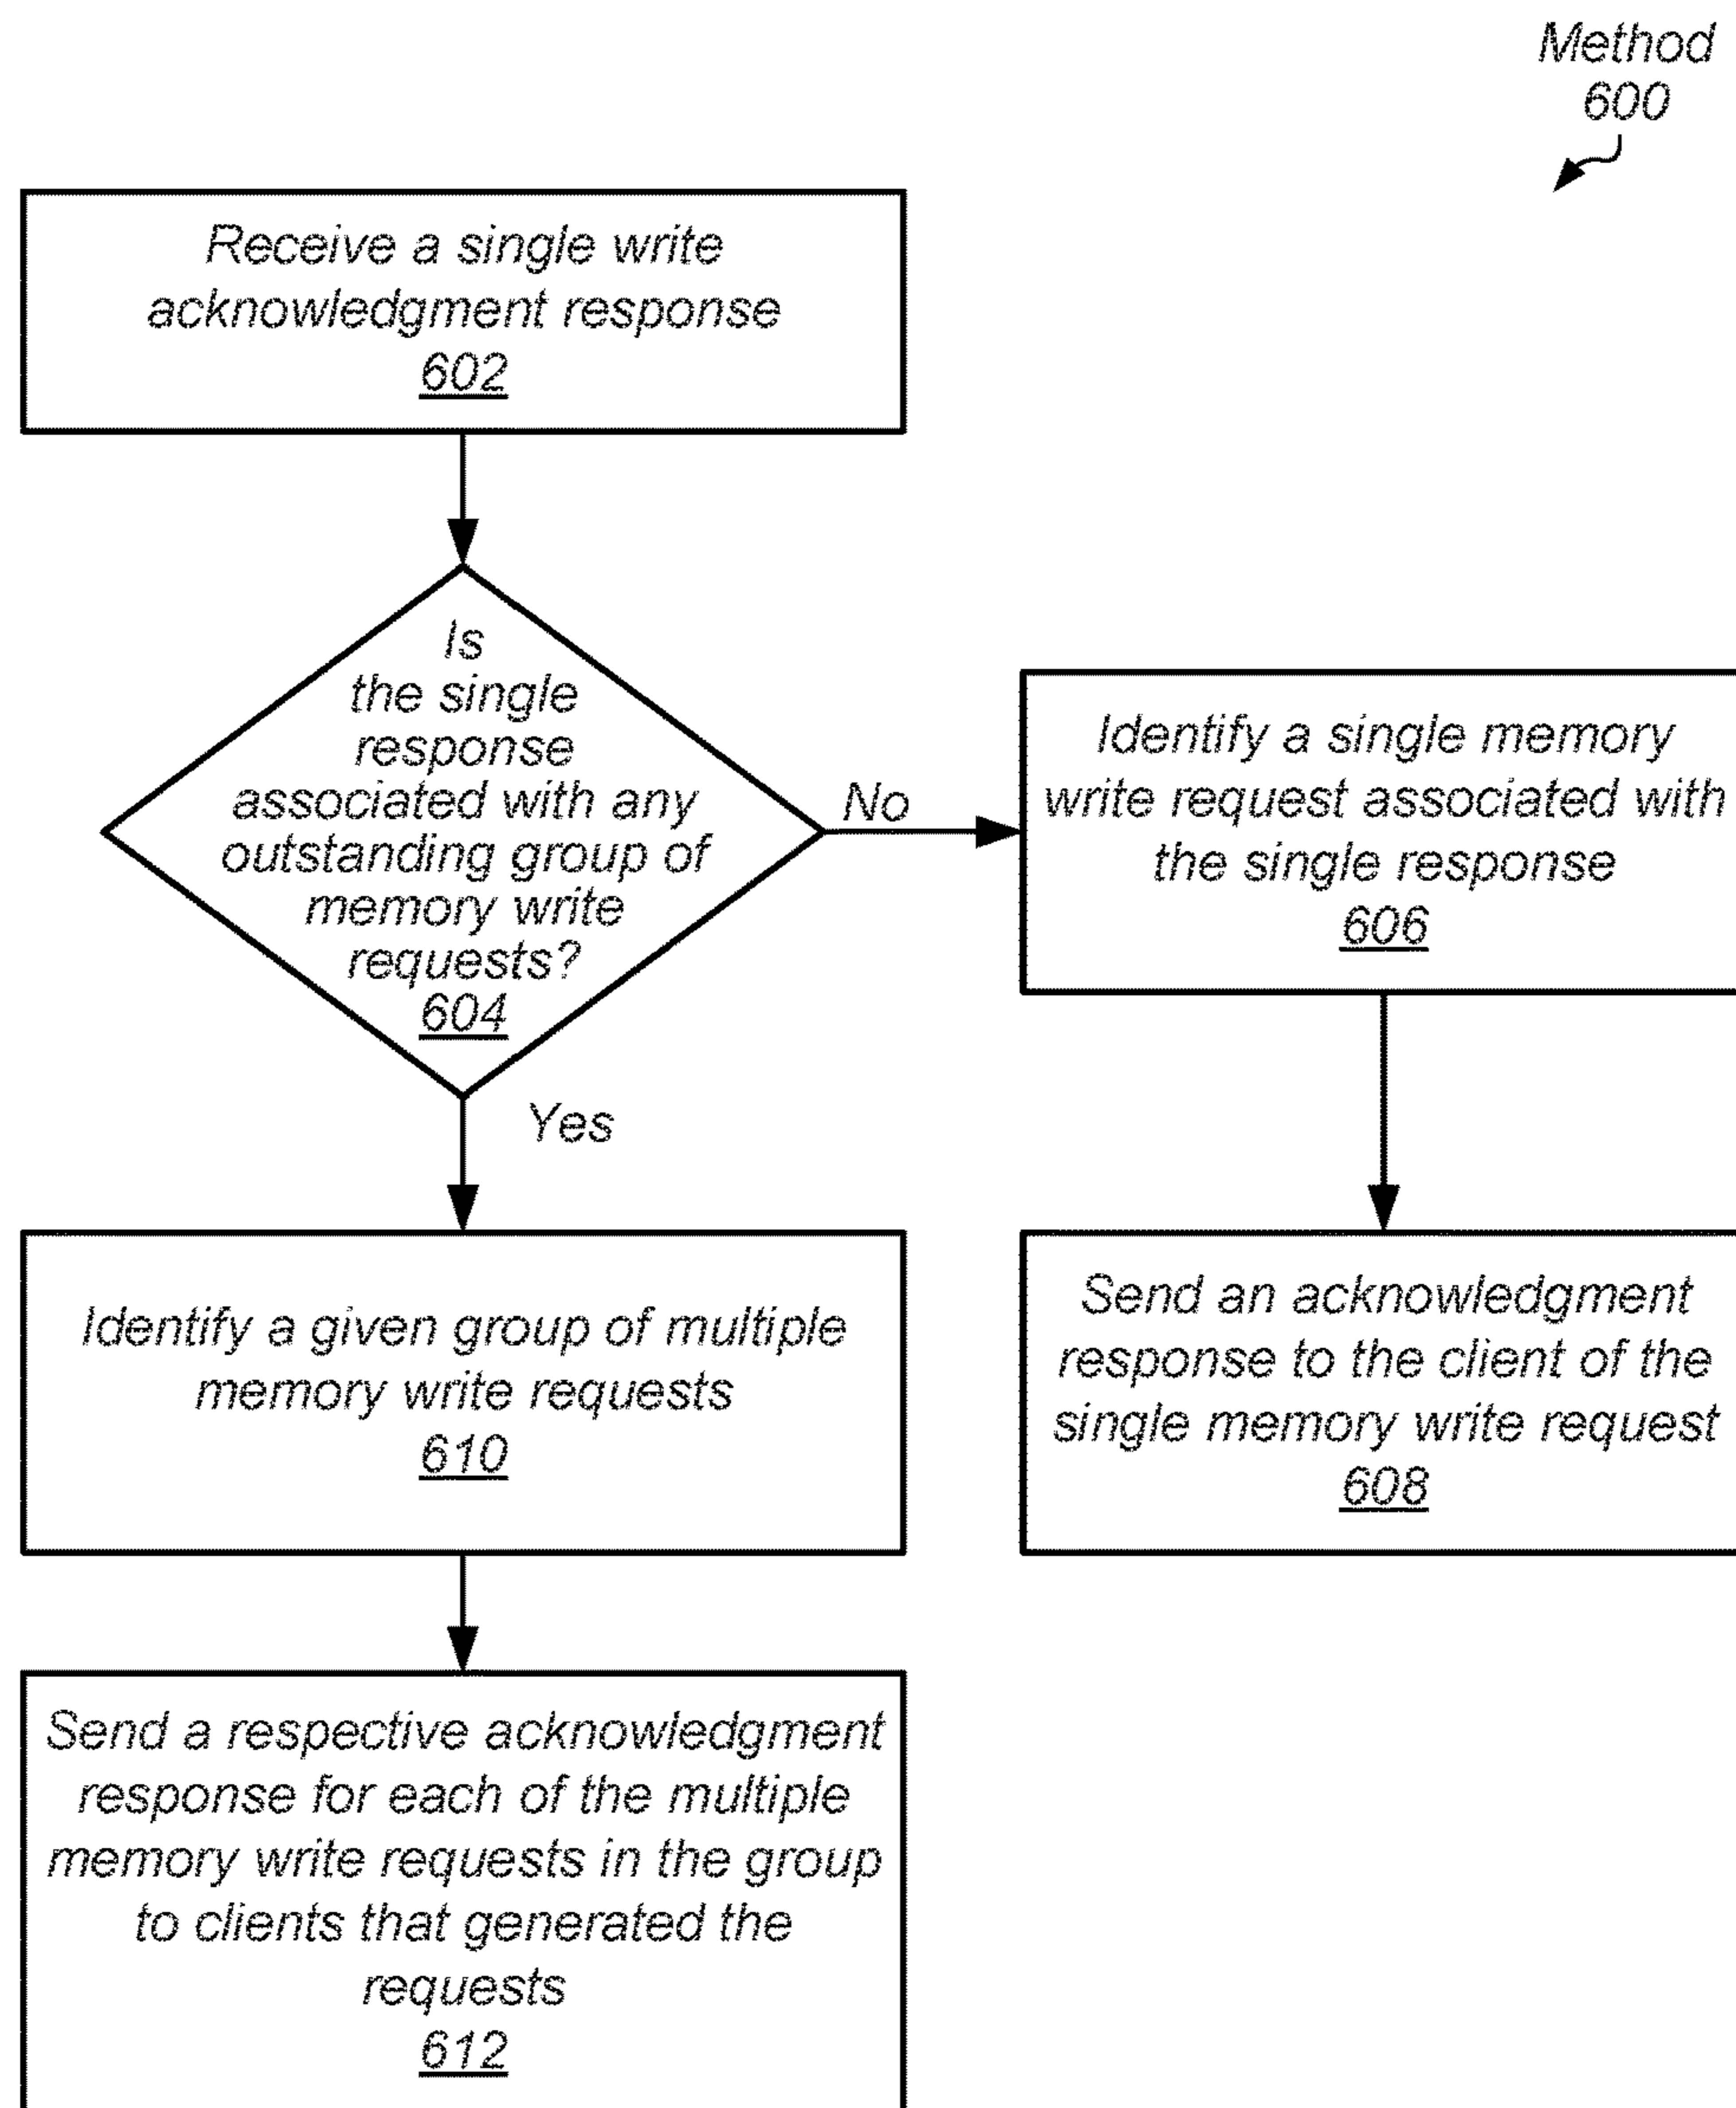 Method
600
Receive a single write
acknowledgment response
602
Is
the single
response
associated with any
outstanding group of
memory write
requests?
604
No
Identify a single memory
write request associated with
the single response
606
Yes
Identify a given group of multiple
memory write requests
610
Send an acknowledgment
response to the client of the
single memory write request
608
Send a respective acknowledgment
response for each of the multiple
memory write requests in the group
to clients that generated the
requests
612